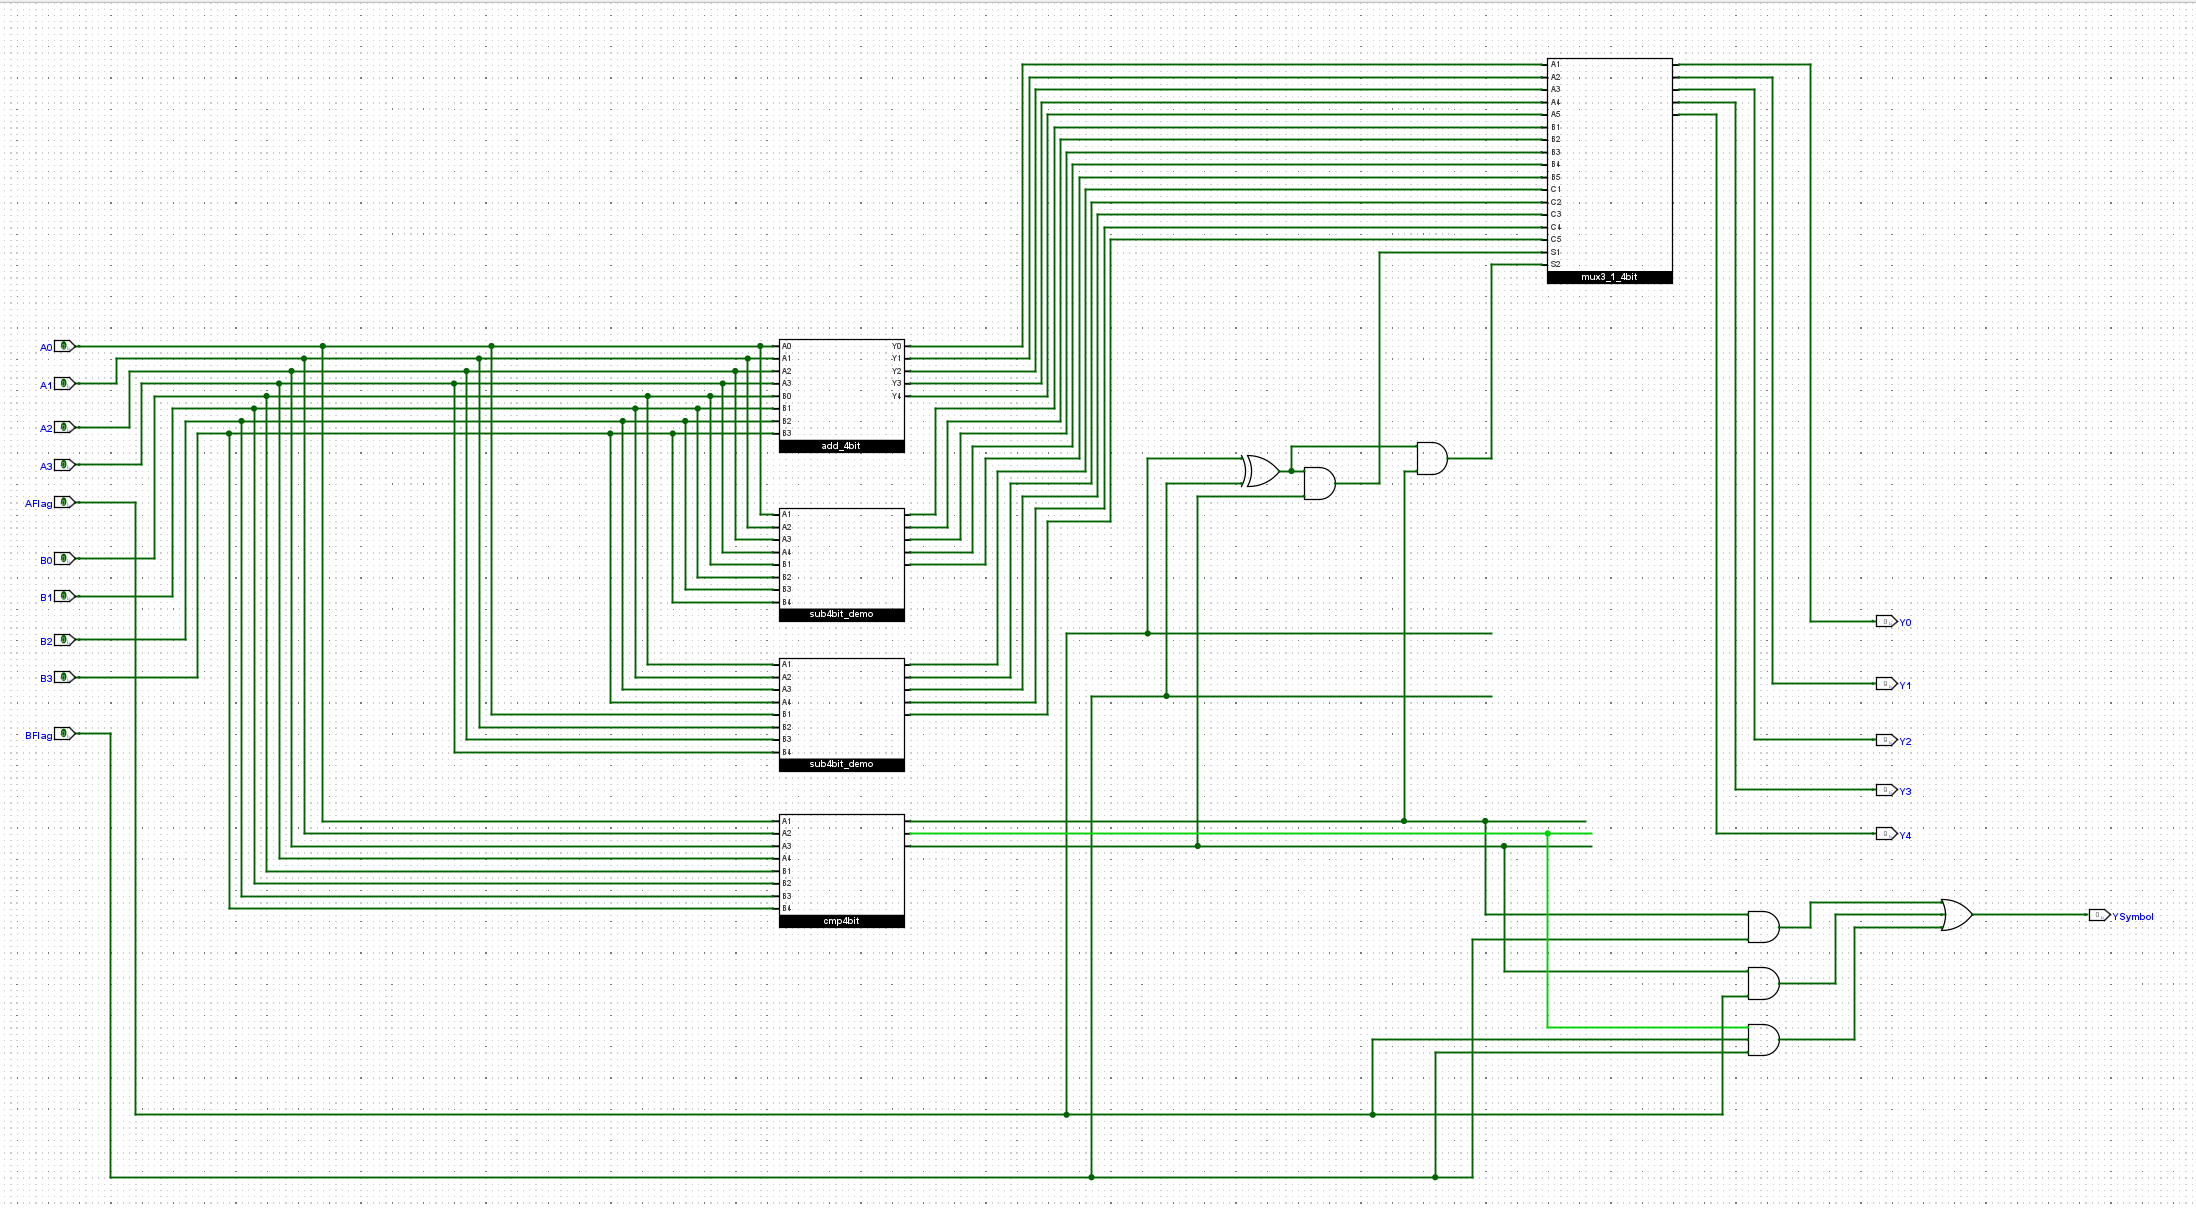 A0
A1
A2
A3
AFlag
B0
B1
B2
B3
BFlag
A0
A1
A2
A3
B0
B1
B2
B3
Y0
Y1
Y2
Y3
Y4
add_4bit
A1
A2
A3
A4
B1
B2
B3
B4
sub4bit_demo
A1
A2
A3
A4
B1
B2
B3
B4
sub4bit_demo
A1
A2
A3
A4
B1
B2
B3
B4
cmp4bit
A1
A2
A3
A4
A5
B1
B2
B3
B4
B5
C1
C2
C3
C4
C5
S1
S2
mux3_1_4bit
Y0
Y1
Y2
Y3
Y4
YSymbol